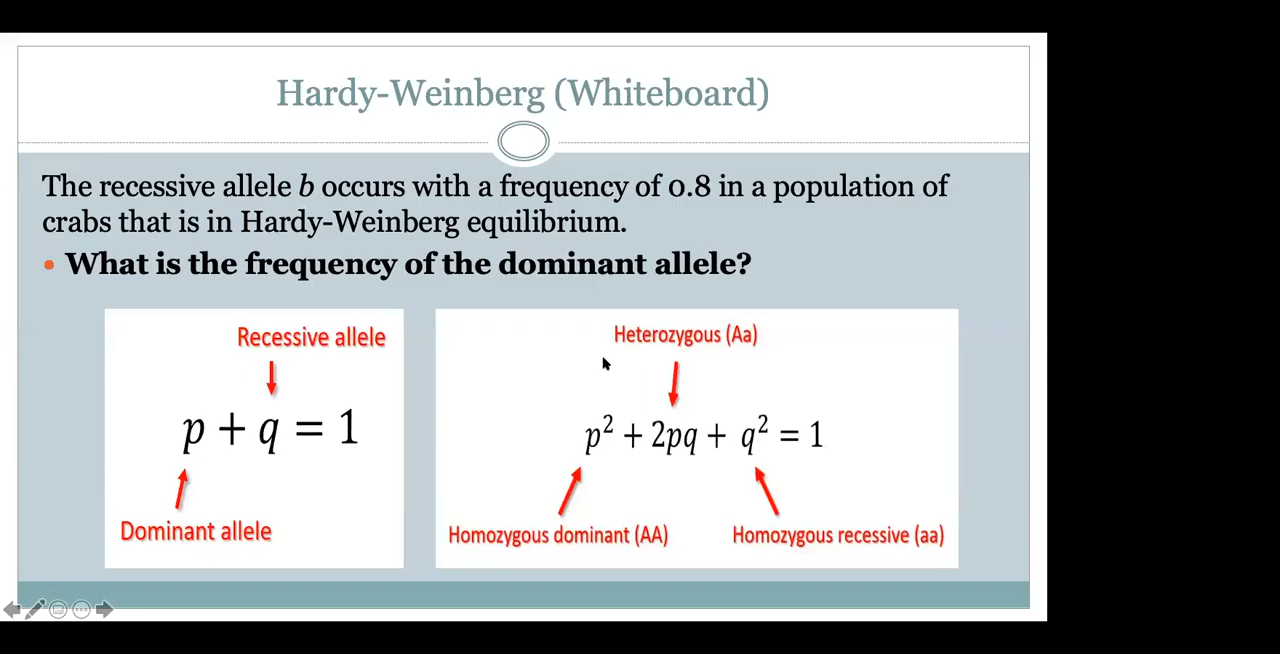 Hardy-Weinberg (Whiteboard)
The recessive allele b occurs with a frequency of 0.8 in a population of
crabs that is in Hardy-Weinberg equilibrium.
• What is the frequency of the dominant allele?
Recessive allele
p + q = 1
Dominant allele
Heterozygous (Aa)
p² + 2pq + q² = 1
Homozygous dominant (AA)
Homozygous recessive (aa)